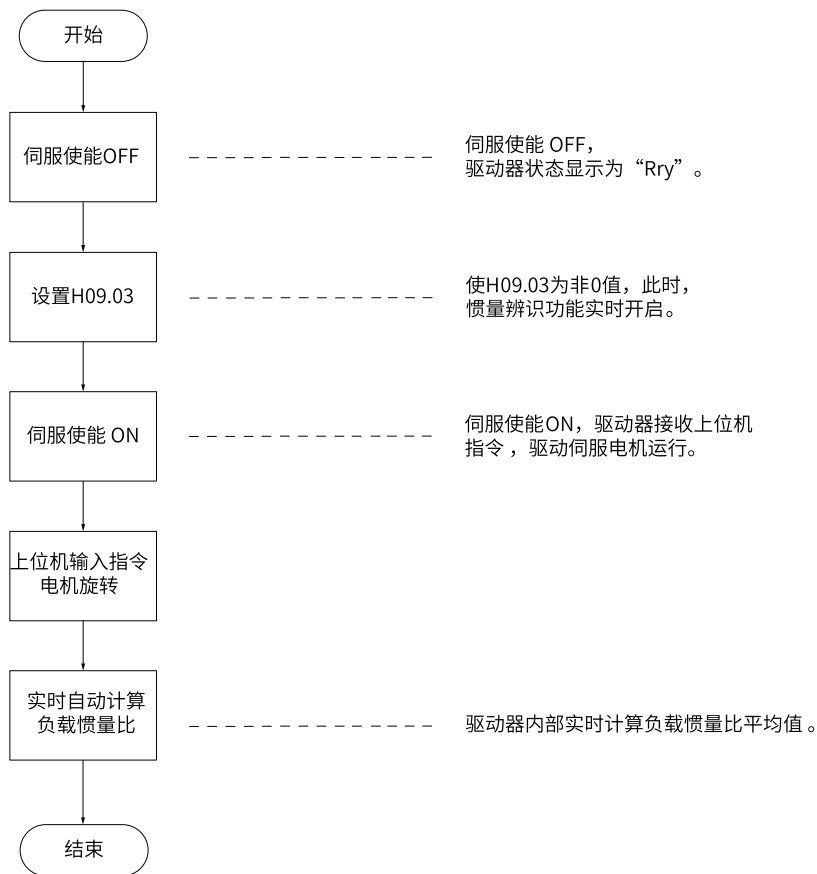 开始
伺服使能OFF
伺服使能 OFF，
驱动器状态显示为“Rry”。
设置H09.03
使H09.03为非0值，此时，
惯量辨识功能实时开启。
伺服使能 ON
伺服使能ON，驱动器接收上位机
指令，驱动伺服电机运行。
上位机输入指令
电机旋转
实时自动计算
负载惯量比
驱动器内部实时计算负载惯量比平均值。
结束